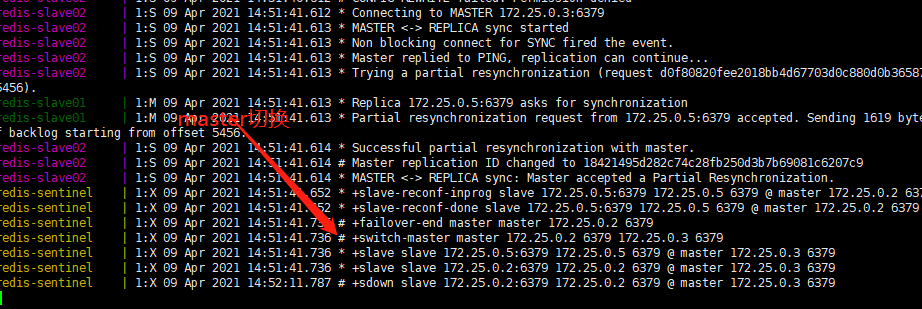 redis-slave02 | 1:S 09 Apr 2021 14:51:41.612 # CONFIG REWRITE failed: Permission denied
redis-slave02 | 1:S 09 Apr 2021 14:51:41.612 * Connecting to MASTER 172.25.0.3:6379
redis-slave02 | 1:S 09 Apr 2021 14:51:41.613 * MASTER <-> REPLICA sync started
redis-slave02 | 1:S 09 Apr 2021 14:51:41.613 * Non blocking connect for SYNC fired the event.
redis-slave02 | 1:S 09 Apr 2021 14:51:41.613 * Master replied to PING, replication can continue...
redis-slave02 | 1:S 09 Apr 2021 14:51:41.613 * Trying a partial resynchronization (request d0f80820fee2018bb4d67703d0c880d0b36587
5456).
redis-slave01 | 1:M 09 Apr 2021 14:51:41.613 * Replica 172.25.0.5:6379 asks for synchronization
redis-slave01 | 1:M 09 Apr 2021 14:51:41.613 * Partial resynchronization request from 172.25.0.5:6379 accepted. Sending 1619 byte
f backlog starting from offset 5456.
master切换
redis-slave02 | 1:S 09 Apr 2021 14:51:41.614 * Successful partial resynchronization with master.
redis-slave02 | 1:S 09 Apr 2021 14:51:41.614 # Master replication ID changed to 18421495d282c74c28fb250d3b7b69081c6207c9
redis-slave02 | 1:S 09 Apr 2021 14:51:41.614 * MASTER <-> REPLICA sync: Master accepted a Partial Resynchronization.
redis-sentinel | 1:X 09 Apr 2021 14:51:41.652 * +slave-reconf-inprog slave 172.25.0.5:6379 172.25.0.5 6379 @ master 172.25.0.2 6
redis-sentinel | 1:X 09 Apr 2021 14:51:41.652 * +slave-reconf-done slave 172.25.0.5:6379 172.25.0.5 6379 @ master 172.25.0.2 637
redis-sentinel | 1:X 09 Apr 2021 14:51:41.736 # +failover-end master master 172.25.0.2 6379
redis-sentinel | 1:X 09 Apr 2021 14:51:41.736 # +switch-master master 172.25.0.2 6379 172.25.0.3 6379
redis-sentinel | 1:X 09 Apr 2021 14:51:41.736 * +slave slave 172.25.0.5:6379 172.25.0.5 6379 @ master 172.25.0.3 6379
redis-sentinel | 1:X 09 Apr 2021 14:51:41.736 * +slave slave 172.25.0.2:6379 172.25.0.2 6379 @ master 172.25.0.3 6379
redis-sentinel | 1:X 09 Apr 2021 14:52:11.787 # +sdown slave 172.25.0.2:6379 172.25.0.2 6379 @ master 172.25.0.3 6379